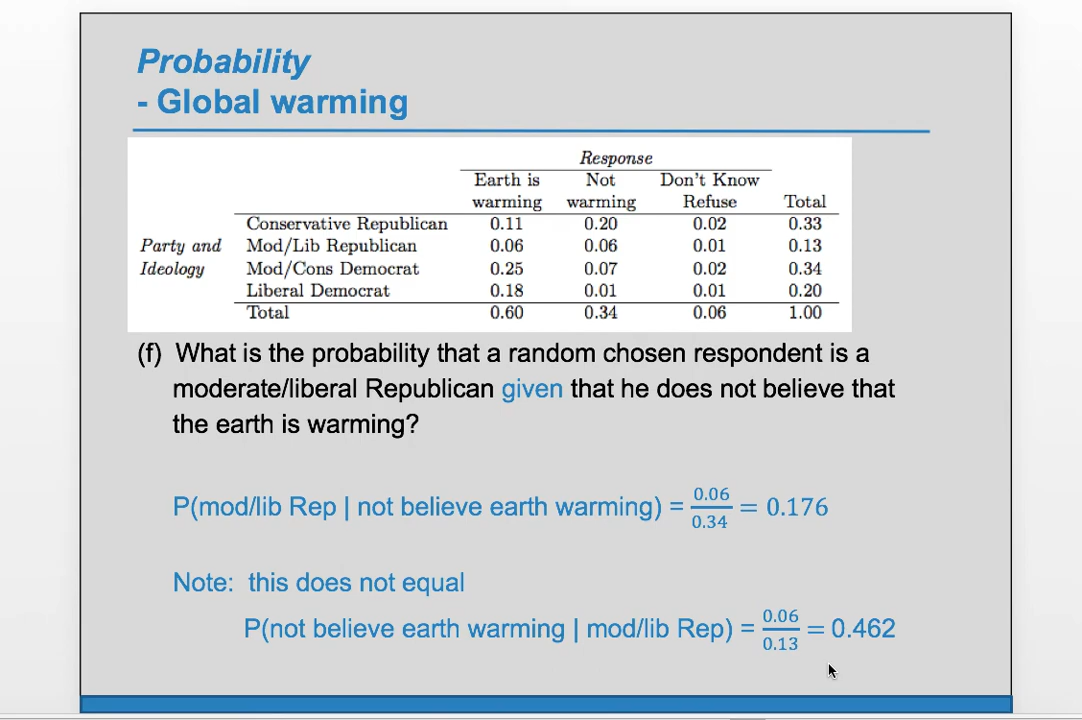 Probability
- Global warming
Response
Earth is Not Don't Know
warming warming Refuse Total
Conservative Republican 0.11 0.20 0.02 0.33
Party and Mod/Lib Republican 0.06 0.06 0.01 0.13
Ideology Mod/Cons Democrat 0.25 0.07 0.02 0.34
Liberal Democrat 0.18 0.01 0.01 0.20
Total 0.60 0.34 0.06 1.00
(f) What is the probability that a random chosen respondent is a
moderate/liberal Republican given that he does not believe that
the earth is warming?
P(mod/lib Rep | not believe earth warming) = 0.06/0.34 = 0.176
Note: this does not equal
P(not believe earth warming | mod/lib Rep) = 0.06/0.13 = 0.462